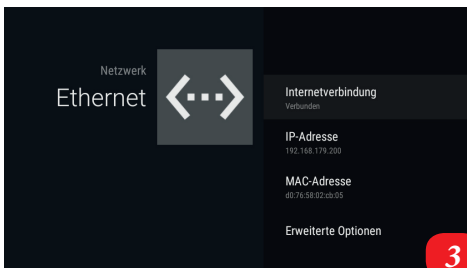 Netzwerk
Ethernet
Internetverbindung
Verbunden
IP-Adresse
192.168.179.200
MAC-Adresse
d0:76:58:02:cb:05
Erweiterte Optionen
3